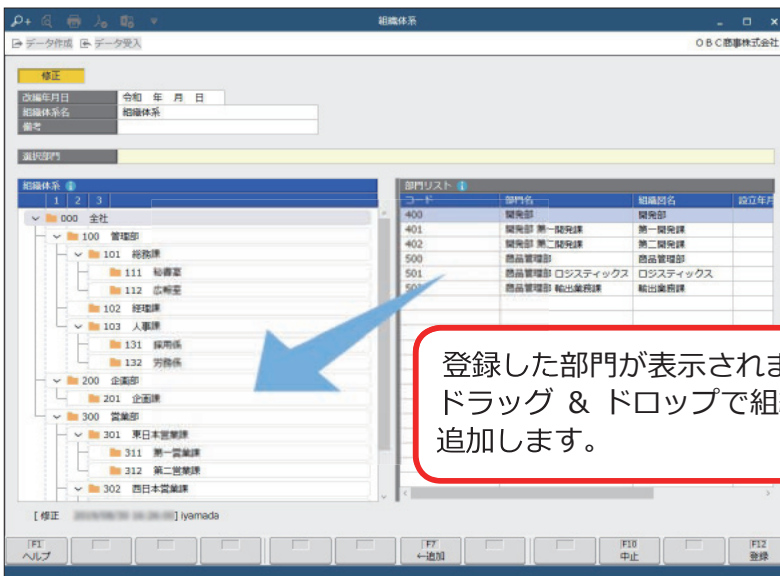 組織体系
データ作成 データ受入
OBC商事株式会社
修正
改編年月日 令和 年 月 日
組織体系名 組織体系
備考
選択部門
組織体系
1 2 3
000 全社
100 管理部
101 総務課
111 秘書室
112 広報室
102 経理課
103 人事課
131 採用係
132 労務係
200 企画部
201 企画課
300 営業部
301 東日本営業課
311 第一営業課
312 第二営業課
302 西日本営業課
部門リスト
コード 部門名 組織図名 設立年月
400 開発部 開発部
401 開発部 第一開発課 第一開発課
402 開発部 第二開発課 第二開発課
500 商品管理部 商品管理部
501 商品管理部 ロジスティックス ロジスティックス
商品管理部 輸出業務課 輸出業務課
登録した部門が表示されま
ドラッグ & ドロップで組
追加します。
[ 修正 ] iyamada
F1 ヘルプ
F7 ←追加
F10 中止
F12 登録